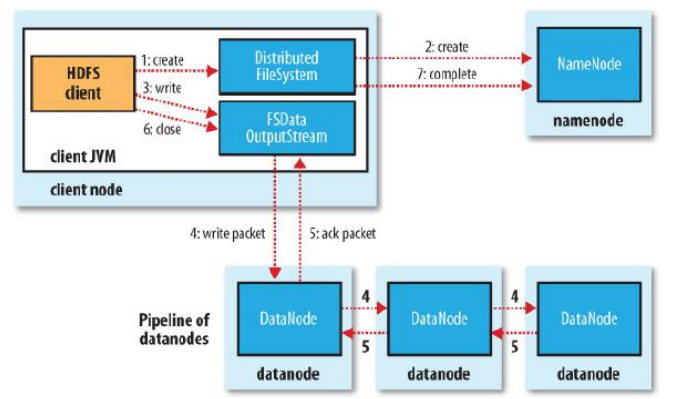 1: create
Distributed
FileSystem
2: create
NameNode
HDFS
client
3: write
7: complete
FSData
OutputStream
6: close
namenode
client JVM
client node
4: write packet
5: ack packet
Pipeline of
datanodes
DataNode
4
DataNode
4
DataNode
5
5
datanode
datanode
datanode